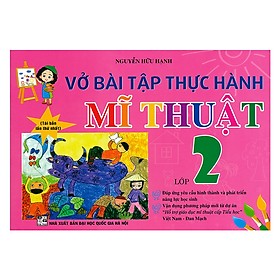 NGUYỄN HỮU HẠNH
VỞ BÀI TẬP THỰC HÀNH
(Tái bản
lần thứ nhất)
MĨ THUẬT
LỚP 2
Đáp ứng yêu cầu hình thành và phát triển
năng lực học sinh
Vận dụng phương pháp mới từ dự án
"Hỗ trợ giáo dục mĩ thuật cấp Tiểu học"
Việt Nam - Đan Mạch
NHÀ XUẤT BẢN ĐẠI HỌC QUỐC GIA HÀ NỘI